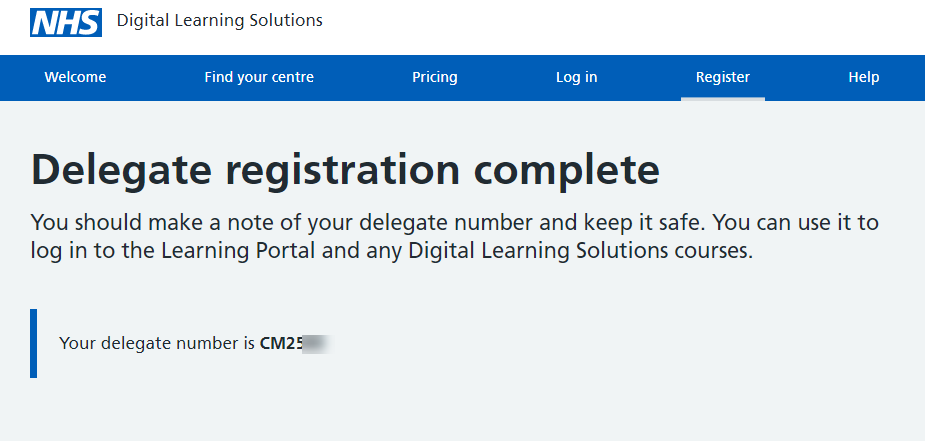 NHS Digital Learning Solutions
Welcome Find your centre Pricing Log in Register Help
Delegate registration complete
You should make a note of your delegate number and keep it safe. You can use it to
log in to the Learning Portal and any Digital Learning Solutions courses.
Your delegate number is CM25